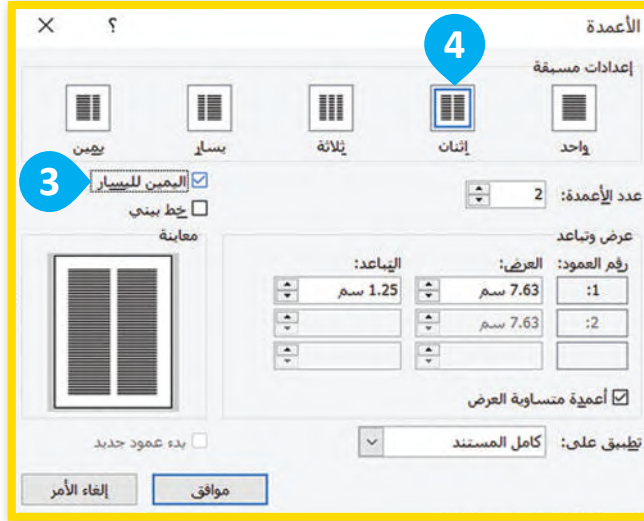 الأعمدة ؟ ×
إعدادات مسبقة
4
واحد إثنان ثلاثة يسار يمين
عدد الأعمدة: 2
3 اليمين لليسار
خط بيني
عرض وتباعد
رقم العمود: العرض: التباعد:
1: 7.63 سم 1.25 سم
2: 7.63 سم
أعمدة متساوية العرض
معاينة
تطبيق على: كامل المستند
بدء عمود جديد
موافق إلغاء الأمر